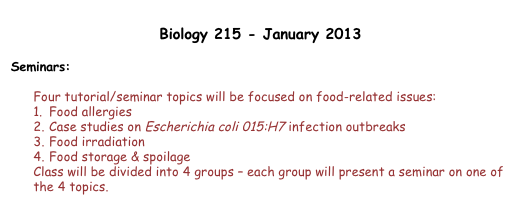 Biology 215 - January 2013
Seminars:
Four tutorial/seminar topics will be focused on food-related issues:
1. Food allergies
2. Case studies on Escherichia coli 015:H7 infection outbreaks
3. Food irradiation
4. Food storage & spoilage
Class will be divided into 4 groups – each group will present a seminar on one of
the 4 topics.